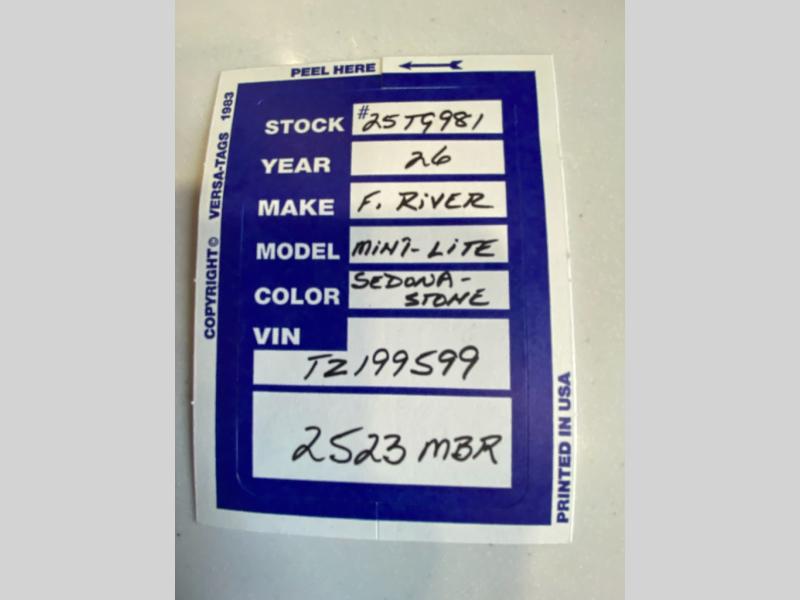 PEEL HERE
COPYRIGHT© VERSA-TAGS 1983
STOCK #25TG981
YEAR 26
MAKE F. RIVER
MODEL MINI-LITE
COLOR SEDONA-
STONE
VIN
TZ199599
2523 MBR
PRINTED IN USA